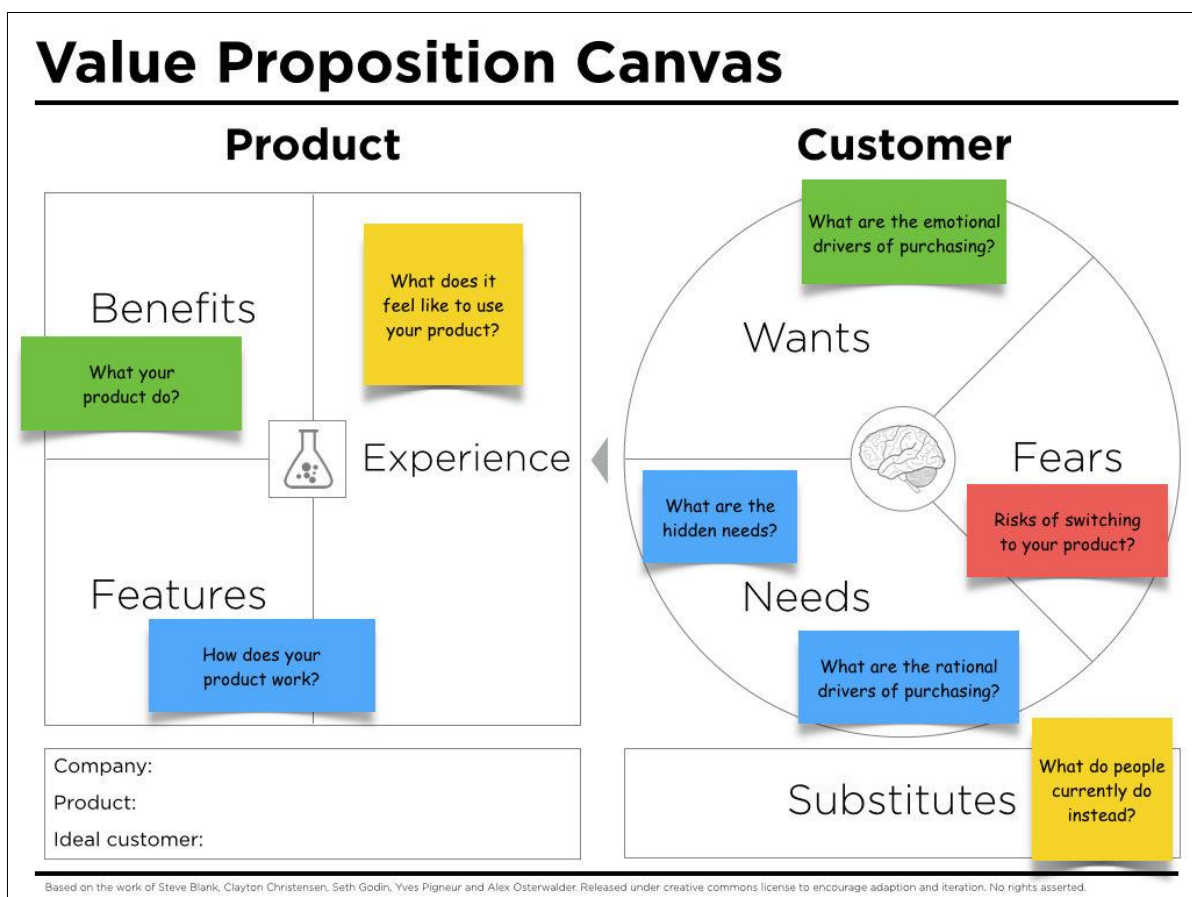 Value Proposition Canvas
Product
Benefits
What your
product do?
What does it
feel like to use
your product?
Experience
Features
How does your
product work?
Company:
Product:
Ideal customer:
Customer
What are the emotional
drivers of purchasing?
Wants
Fears
Risks of switching
to your product?
What are the
hidden needs?
Needs
What are the rational
drivers of purchasing?
Substitutes
What do people
currently do
instead?
Based on the work of Steve Blank, Clayton Christensen, Seth Godin, Yves Pigneur and Alex Osterwalder. Released under creative commons license to encourage adaption and iteration. No rights asserted.